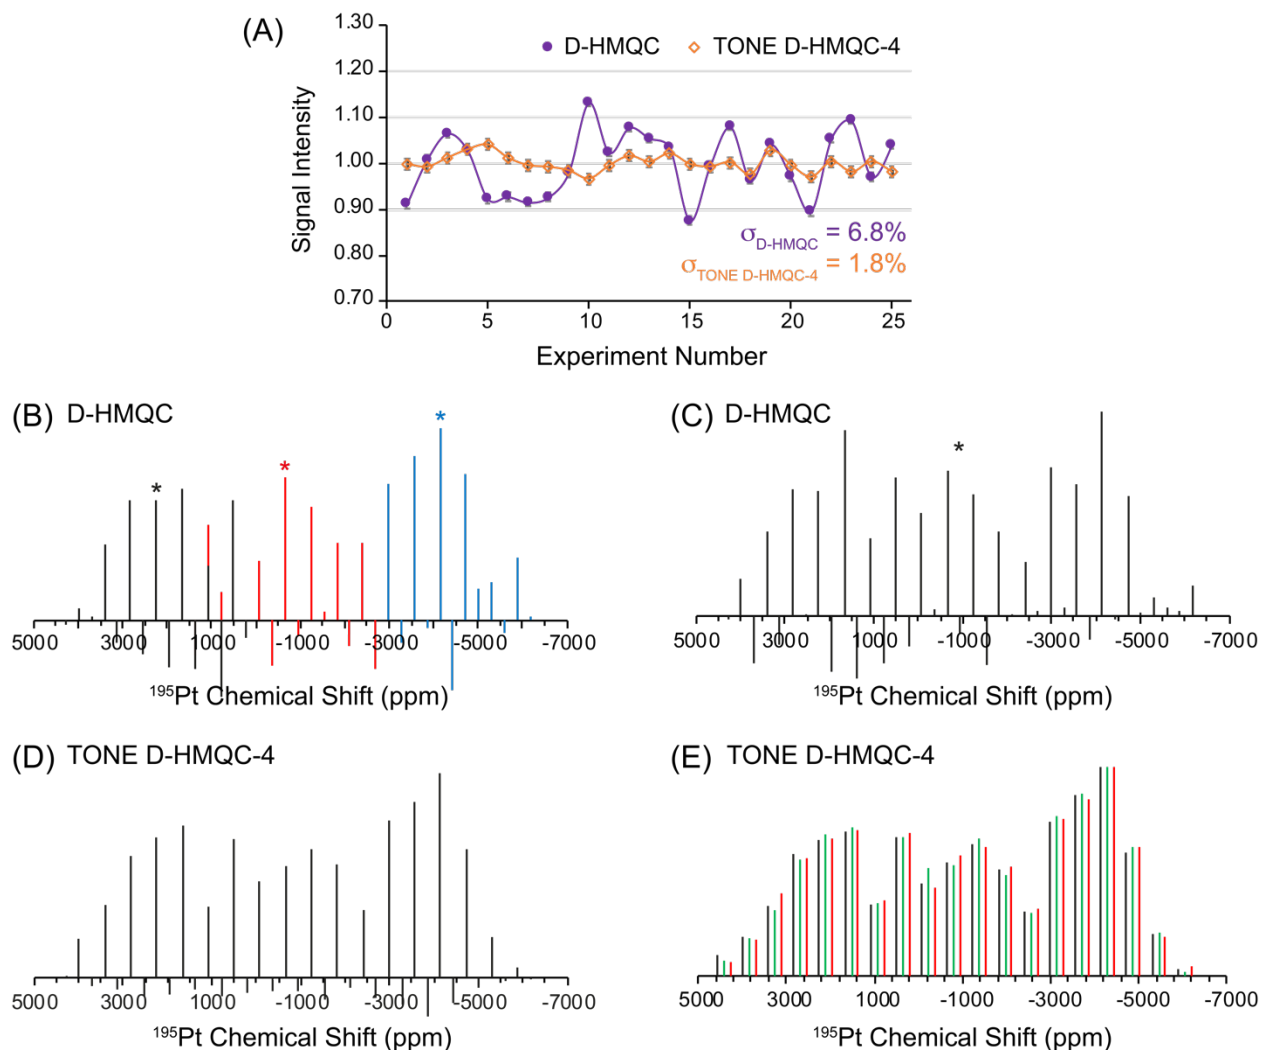 (A)
D-HMQC TONE D-HMQC-4
1.30
1.20
1.10
1.00
0.90
0.80
0.70
Signal Intensity
σD-HMQC = 6.8%
σTONE D-HMQC-4 = 1.8%
0 5 10 15 20 25
Experiment Number
(B) D-HMQC
*
*
*
5000 3000 1000 -1000 -3000 -5000 -7000
195Pt Chemical Shift (ppm)
(C) D-HMQC
*
5000 3000 1000 -1000 -3000 -5000 -7000
195Pt Chemical Shift (ppm)
(D) TONE D-HMQC-4
5000 3000 1000 -1000 -3000 -5000 -7000
195Pt Chemical Shift (ppm)
(E) TONE D-HMQC-4
5000 3000 1000 -1000 -3000 -5000 -7000
195Pt Chemical Shift (ppm)